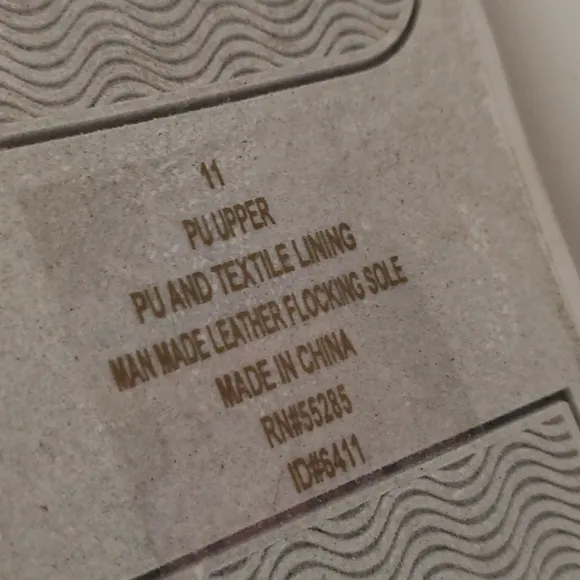 11
PU UPPER
PU AND TEXTILE LINING
MAN MADE LEATHER FLOCKING SOLE
MADE IN CHINA
RN#55285
ID#6411